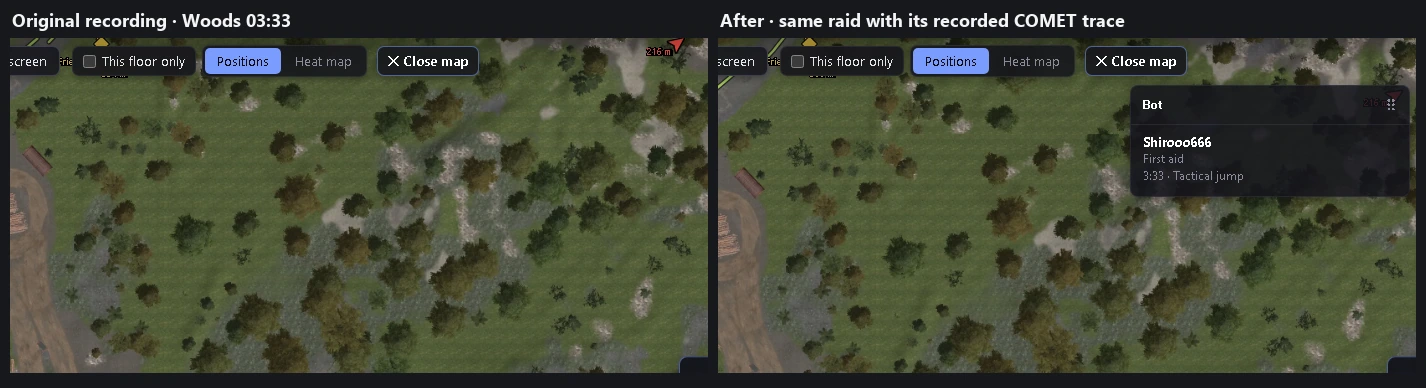 Original recording · Woods 03:33
screen
This floor only
Positions
Heat map
Close map
216 m
After · same raid with its recorded COMET trace
screen
This floor only
Positions
Heat map
Close map
Bot
Shirooo666
First aid
3:33 · Tactical jump